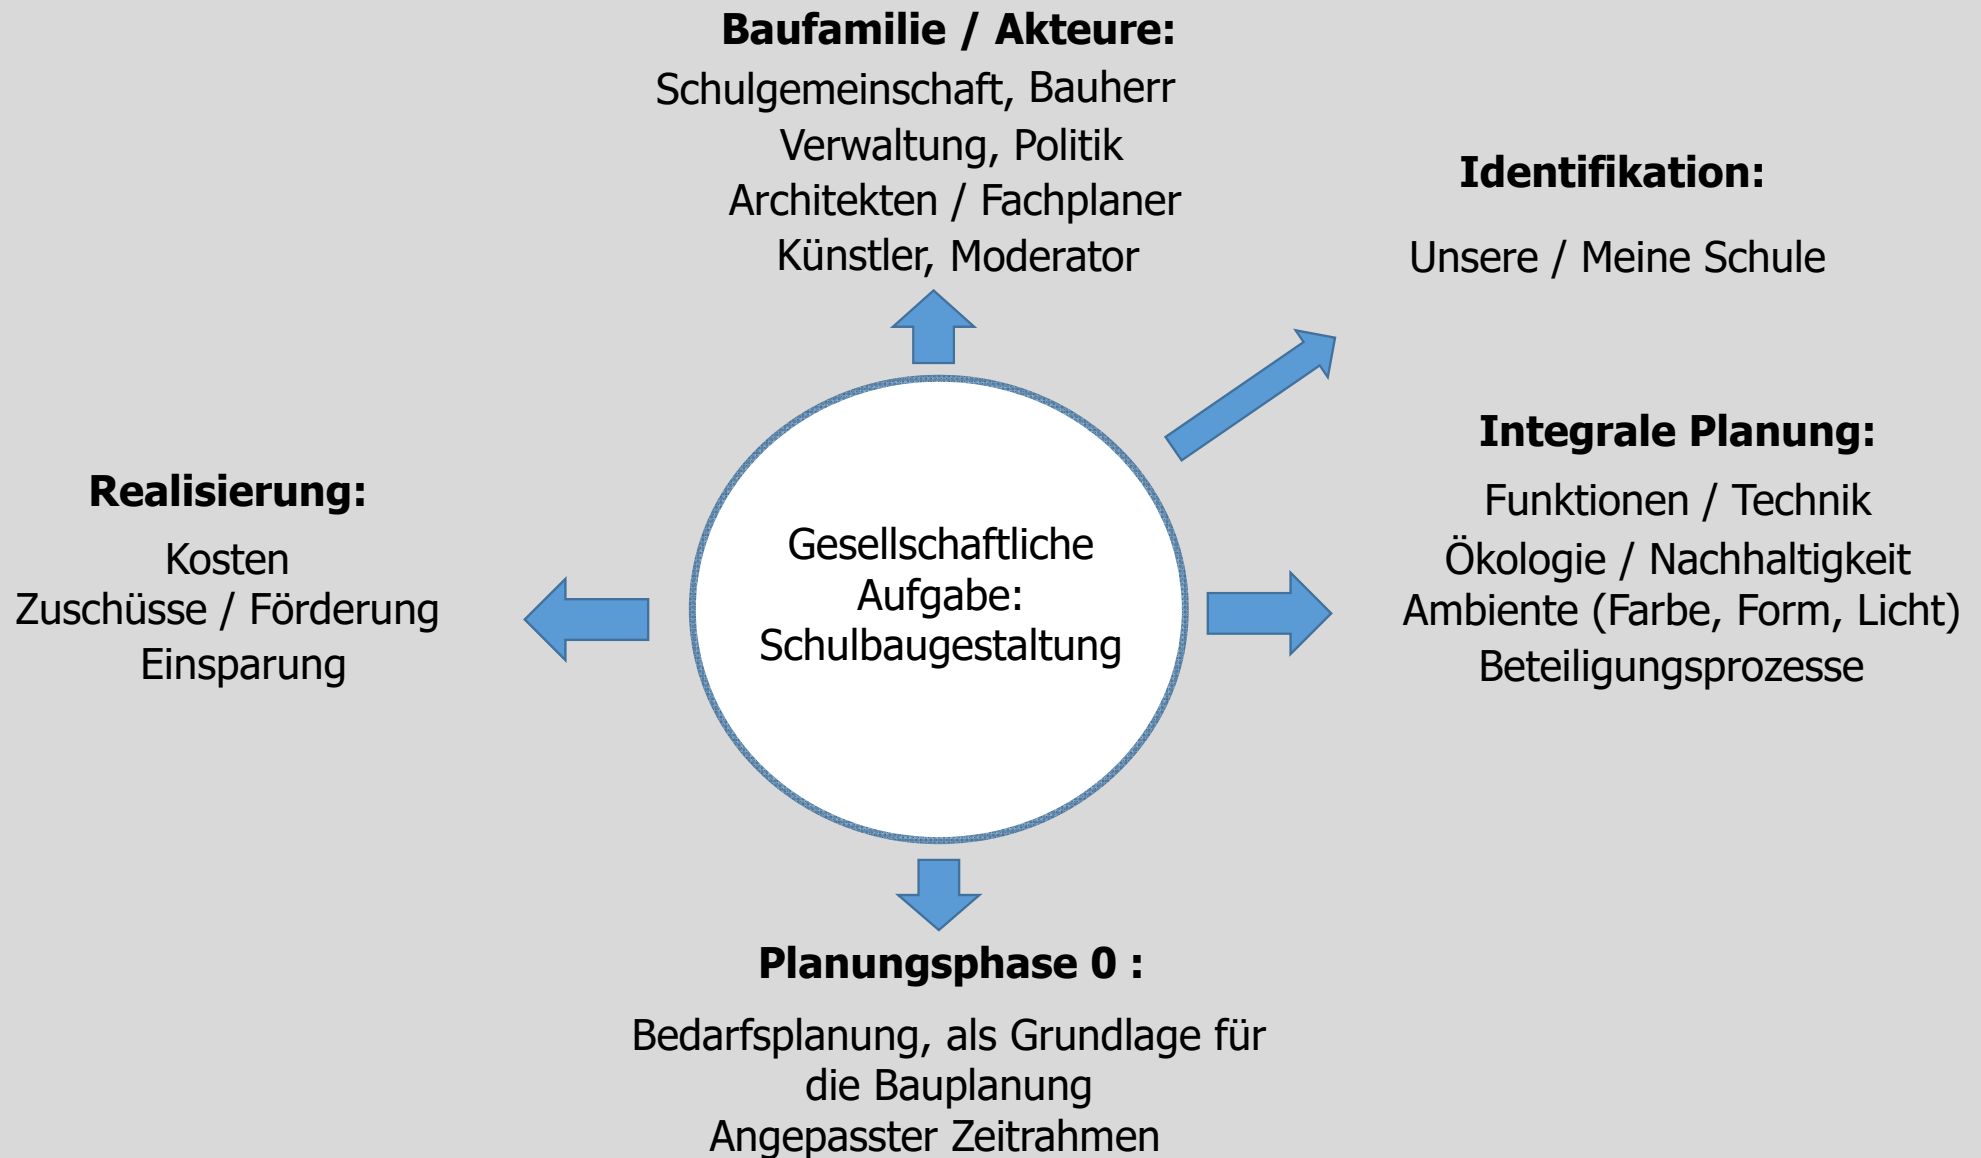 Baufamilie / Akteure:
Schulgemeinschaft, Bauherr
Verwaltung, Politik
Architekten / Fachplaner
Künstler, Moderator
Identifikation:
Unsere / Meine Schule
Integrale Planung:
Funktionen / Technik
Ökologie / Nachhaltigkeit
Ambiente (Farbe, Form, Licht)
Beteiligungsprozesse
Realisierung:
Kosten
Zuschüsse / Förderung
Einsparung
Gesellschaftliche
Aufgabe:
Schulbaugestaltung
Planungsphase 0 :
Bedarfsplanung, als Grundlage für
die Bauplanung
Angepasster Zeitrahmen